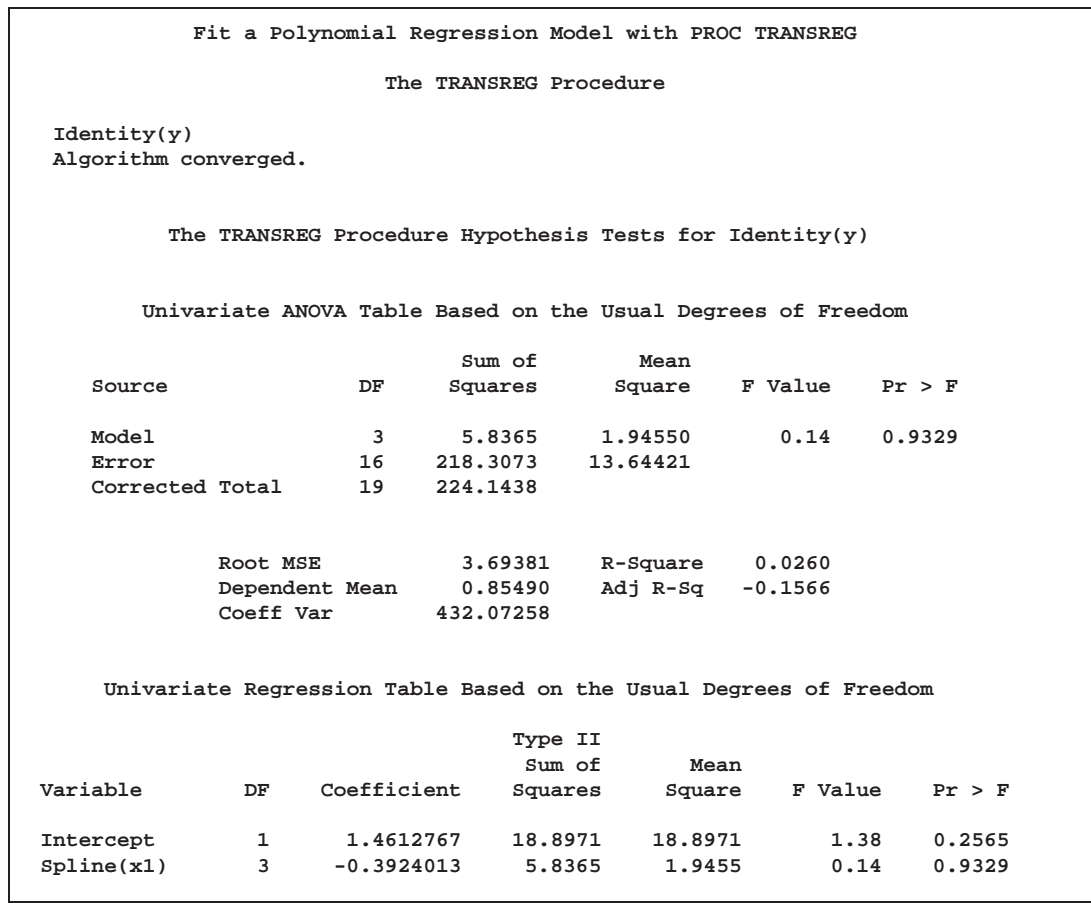 Fit a Polynomial Regression Model with PROC TRANSREG
The TRANSREG Procedure
Identity(y)
Algorithm converged.
The TRANSREG Procedure Hypothesis Tests for Identity(y)
Univariate ANOVA Table Based on the Usual Degrees of Freedom
Sum of Mean
Source DF Squares Square F Value Pr > F
Model 3 5.8365 1.94550 0.14 0.9329
Error 16 218.3073 13.64421
Corrected Total 19 224.1438
Root MSE 3.69381 R-Square 0.0260
Dependent Mean 0.85490 Adj R-Sq -0.1566
Coeff Var 432.07258
Univariate Regression Table Based on the Usual Degrees of Freedom
Type II
Sum of Mean
Variable DF Coefficient Squares Square F Value Pr > F
Intercept 1 1.4612767 18.8971 18.8971 1.38 0.2565
Spline(x1) 3 -0.3924013 5.8365 1.9455 0.14 0.9329